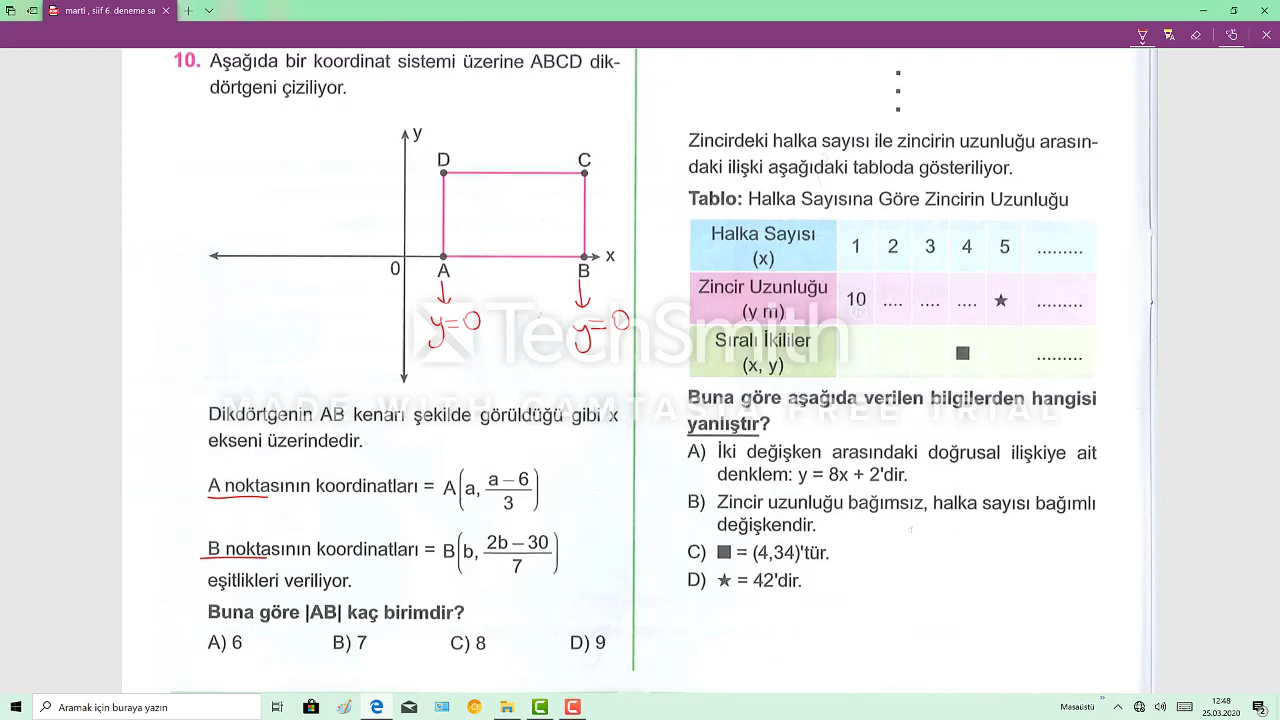 marti , siif 6. deneme sa
10. Aşağıda bir koordinat sistemi üzerine ABCD dik-
dörtgeni çiziliyor.
y
D
C
0
A
B
x
y=0
y=0
Dikdörtgenin AB kenarı şekilde görüldüğü gibi x
ekseni üzerindedir.
A noktasının koordinatları = A(a, (a – 6)/3)
B noktasının koordinatları = B(b, (2b – 30)/7)
eşitlikleri veriliyor.
Buna göre |AB| kaç birimdir?
A) 6 B) 7 C) 8 D) 9
Zincirdeki halka sayısı ile zincirin uzunluğu arasın-
daki ilişki aşağıdaki tabloda gösteriliyor.
Tablo: Halka Sayısına Göre Zincirin Uzunluğu
Halka Sayısı
(x)
1 2 3 4 5 .........
Zincir Uzunluğu
(y m)
10 .... .... .... ★ .........
Sıralı İkililer
(x, y)
■ .........
Buna göre aşağıda verilen bilgilerden hangisi
yanlıştır?
A) İki değişken arasındaki doğrusal ilişkiye ait
denklem: y = 8x + 2'dir.
B) Zincir uzunluğu bağımsız, halka sayısı bağımlı
değişkendir.
C) ■ = (4,34)'tür.
D) ★ = 42'dir.
TechSmith
MADE WITH CAMTASIA FREE TRIAL
Aramak için buraya yazın
Masaüstü
12:48
25.03.2020
2